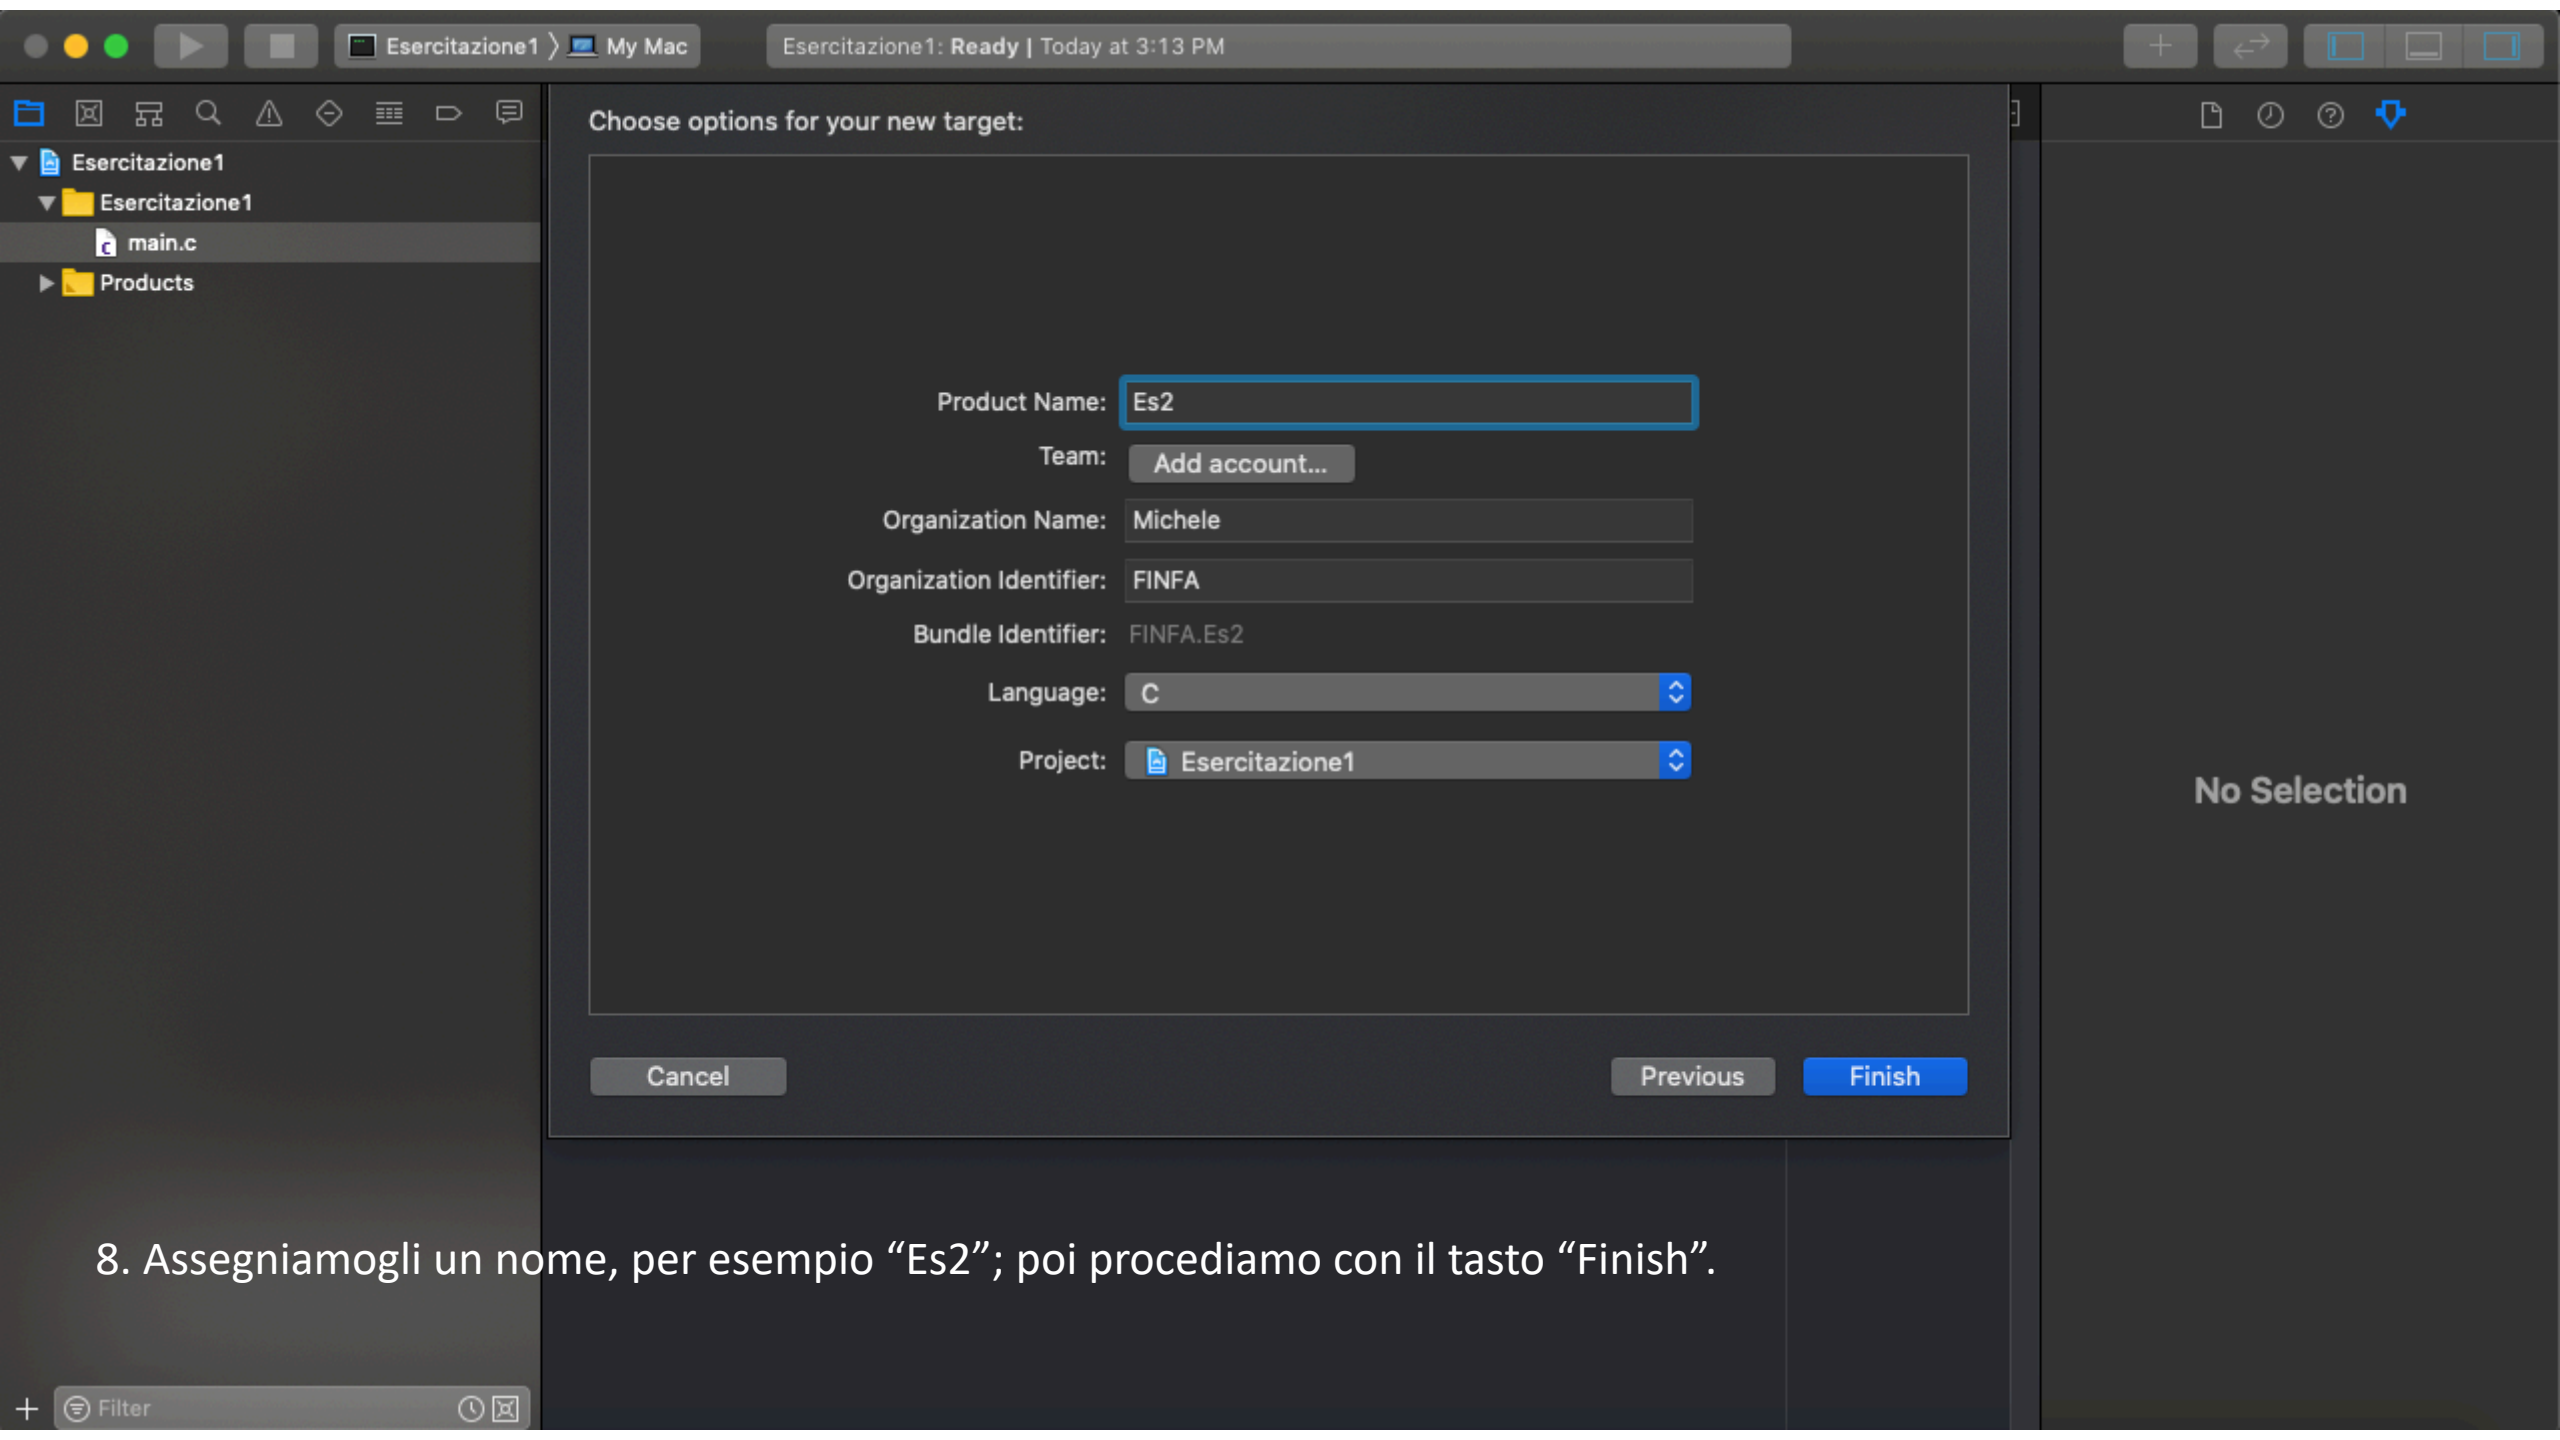 Esercitazione1 〉 My Mac
Esercitazione1: Ready | Today at 3:13 PM
Esercitazione1
Esercitazione1
main.c
Products
Choose options for your new target:
Product Name: Es2
Team: Add account...
Organization Name: Michele
Organization Identifier: FINFA
Bundle Identifier: FINFA.Es2
Language: C
Project: Esercitazione1
No Selection
Cancel Previous Finish
8. Assegniamogli un nome, per esempio “Es2”; poi procediamo con il tasto “Finish”.
Filter